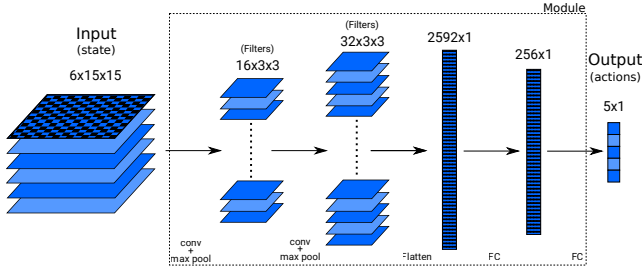 Module
Input
(state)
6x15x15
(Filters)
16x3x3
(Filters)
32x3x3
2592x1
256x1
Output
(actions)
5x1
conv
+
max pool
conv
+
max pool
Flatten
FC
FC